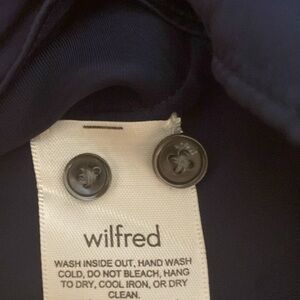 wilfred
WASH INSIDE OUT, HAND WASH
COLD, DO NOT BLEACH, HANG
TO DRY, COOL IRON, OR DRY
CLEAN.